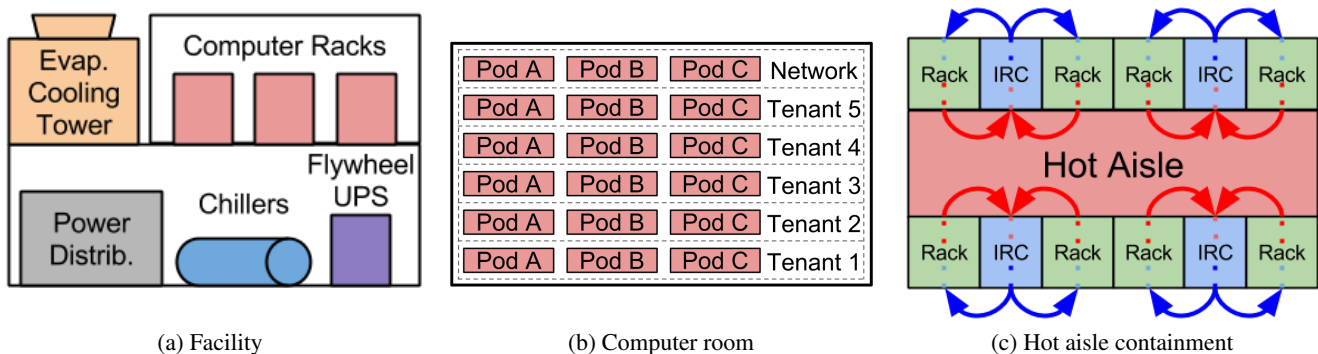 Evap.
Cooling
Tower
Computer Racks
Power
Distrib.
Chillers
Flywheel
UPS
(a) Facility
Pod A Pod B Pod C Network
Pod A Pod B Pod C Tenant 5
Pod A Pod B Pod C Tenant 4
Pod A Pod B Pod C Tenant 3
Pod A Pod B Pod C Tenant 2
Pod A Pod B Pod C Tenant 1
(b) Computer room
Rack IRC Rack Rack IRC Rack
Hot Aisle
Rack IRC Rack Rack IRC Rack
(c) Hot aisle containment